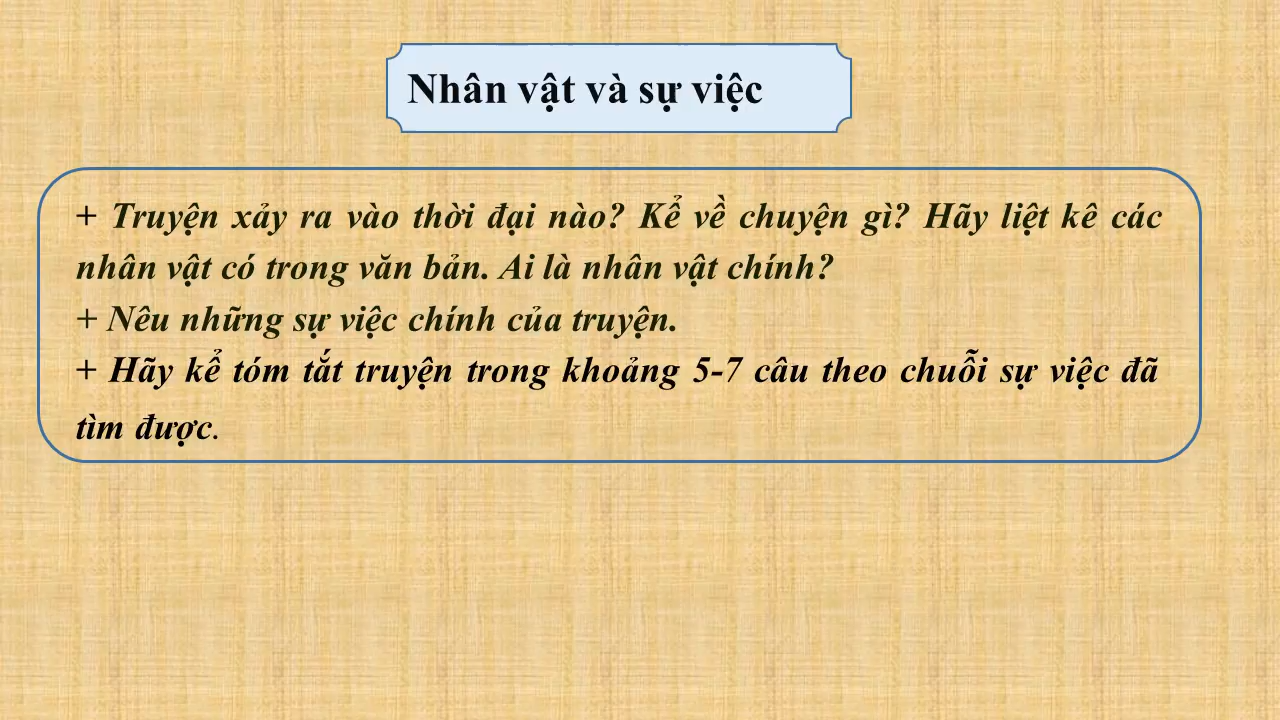 Nhân vật và sự việc
+ Truyện xảy ra vào thời đại nào? Kể về chuyện gì? Hãy liệt kê các
nhân vật có trong văn bản. Ai là nhân vật chính?
+ Nêu những sự việc chính của truyện.
+ Hãy kể tóm tắt truyện trong khoảng 5-7 câu theo chuỗi sự việc đã
tìm được.